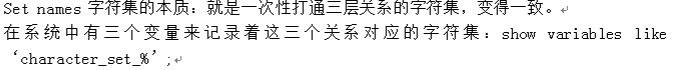 Set names 字符集的本质：就是一次性打通三层关系的字符集，变得一致。
在系统中有三个变量来记录着这三个关系对应的字符集：show variables like
‘character_set_%’;